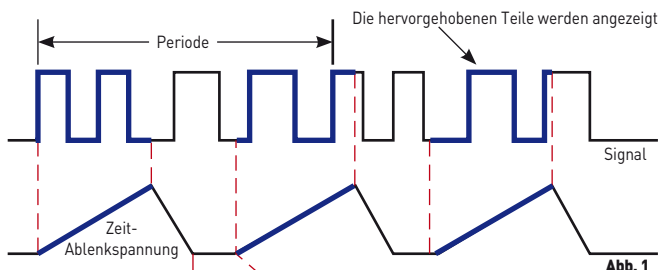 Die hervorgehobenen Teile werden angezeigt
Periode
Signal
Zeit-
Ablenkspannung
Abb. 1